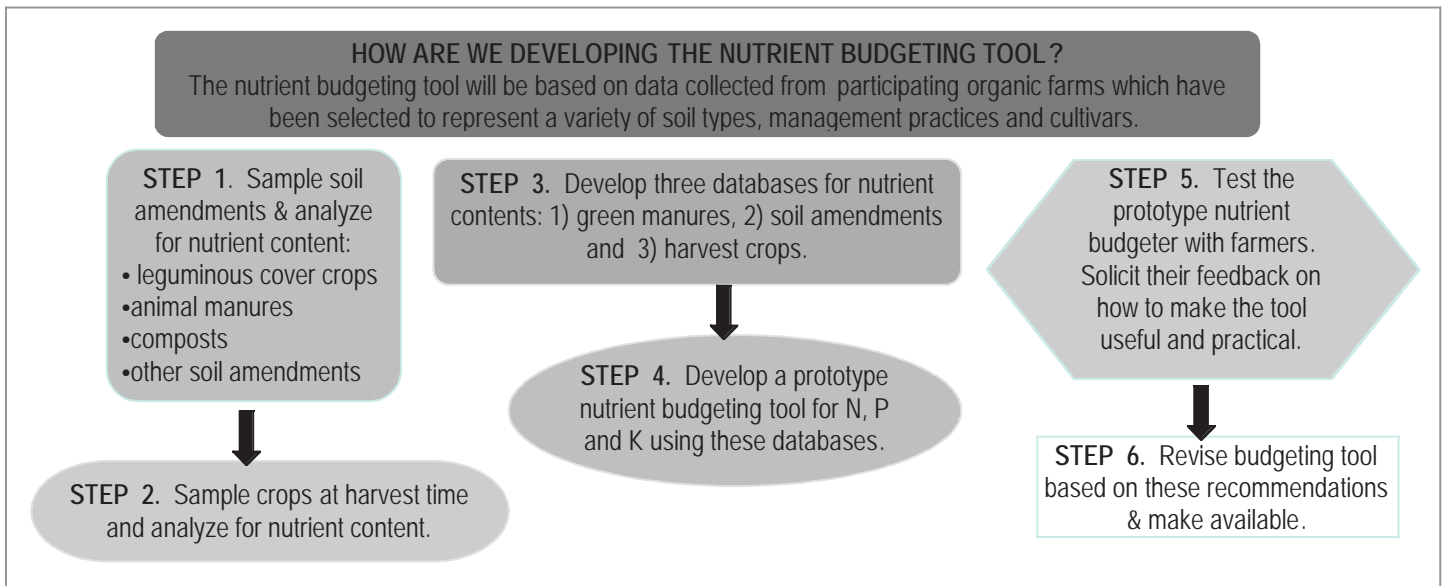 HOW ARE WE DEVELOPING THE NUTRIENT BUDGETING TOOL?
The nutrient budgeting tool will be based on data collected from participating organic farms which have
been selected to represent a variety of soil types, management practices and cultivars.
STEP 1. Sample soil
amendments & analyze
for nutrient content:
• leguminous cover crops
•animal manures
•composts
•other soil amendments
STEP 2. Sample crops at harvest time
and analyze for nutrient content.
STEP 3. Develop three databases for nutrient
contents: 1) green manures, 2) soil amendments
and 3) harvest crops.
STEP 4. Develop a prototype
nutrient budgeting tool for N, P
and K using these databases.
STEP 5. Test the
prototype nutrient
budgeter with farmers.
Solicit their feedback on
how to make the tool
useful and practical.
STEP 6. Revise budgeting tool
based on these recommendations
& make available.